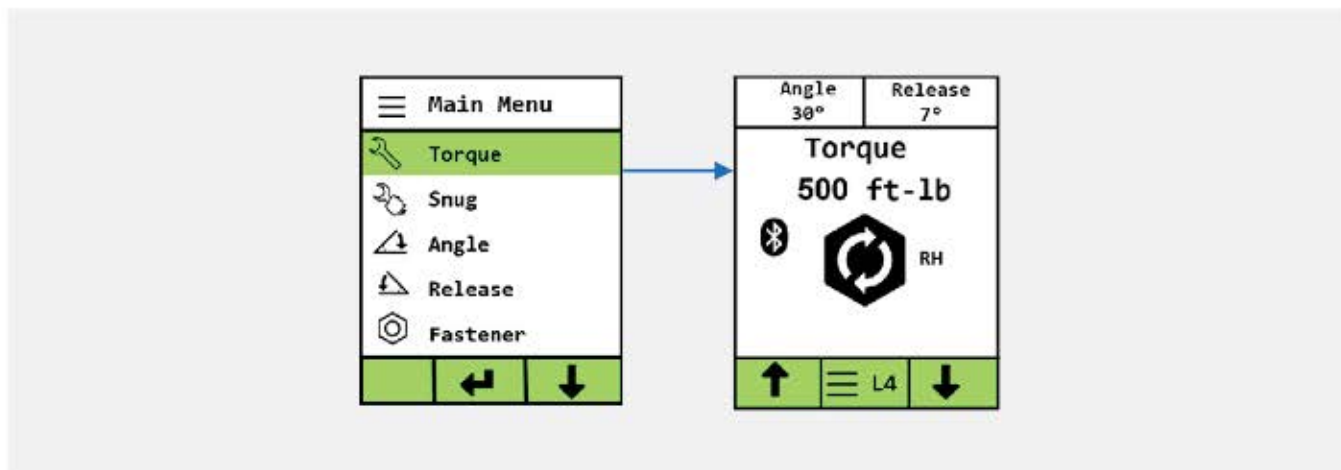 Main Menu
Torque
Snug
Angle
Release
Fastener
Angle
30°
Release
7°
Torque
500 ft-lb
RH
L4